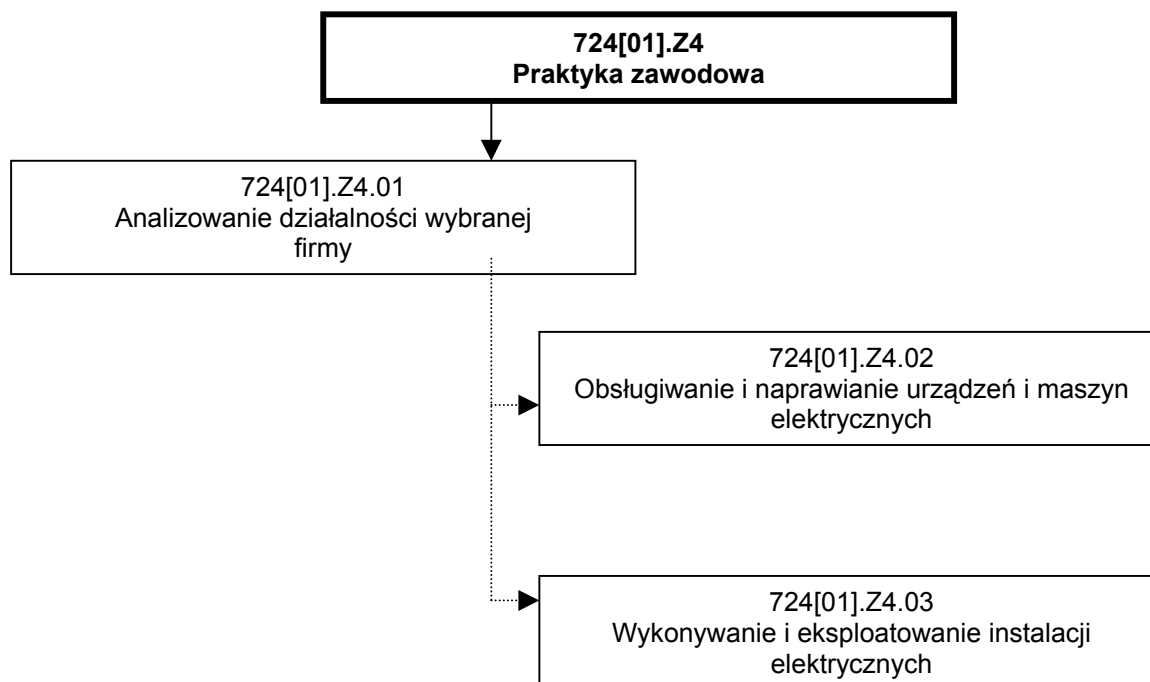 724[01].Z4
Praktyka zawodowa
724[01].Z4.01
Analizowanie działalności wybranej
firmy
724[01].Z4.02
Obsługiwanie i naprawianie urządzeń i maszyn
elektrycznych
724[01].Z4.03
Wykonywanie i eksploatowanie instalacji
elektrycznych